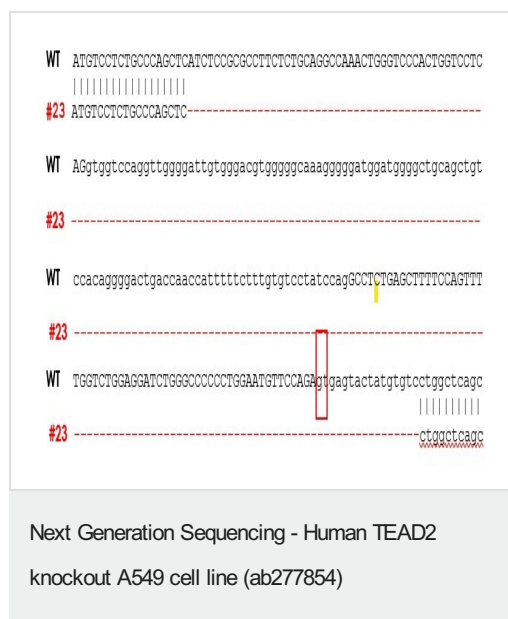 WT ATGTCCTCTGCCCAGCTCATCTCCGCGCCTTCTCTGCAGGCCAAACTGGGTCCCACTGGTCCTC
||||||||||||||||||
#23 ATGTCCTCTGCCCAGCTC----------------------------------------------
WT AGgtggtccaggttggggattgtgggacgtgggggcaaagggggatggatggggctgcagctgt
#23 ----------------------------------------------------------------
WT ccacaggggactgaccaaccatttttctttgtgtcctatccagGCCTCTGAGCTTTTCCAGTTT
#23 ----------------------------------------------------------------
WT TGGTCTGGAGGATCTGGGCCCCCCTGGAATGTTCCAGAgtgagtactatgtgtcctggctcagc
||||||||||
#23 ------------------------------------------------------ctggctcagc
Next Generation Sequencing - Human TEAD2
knockout A549 cell line (ab277854)